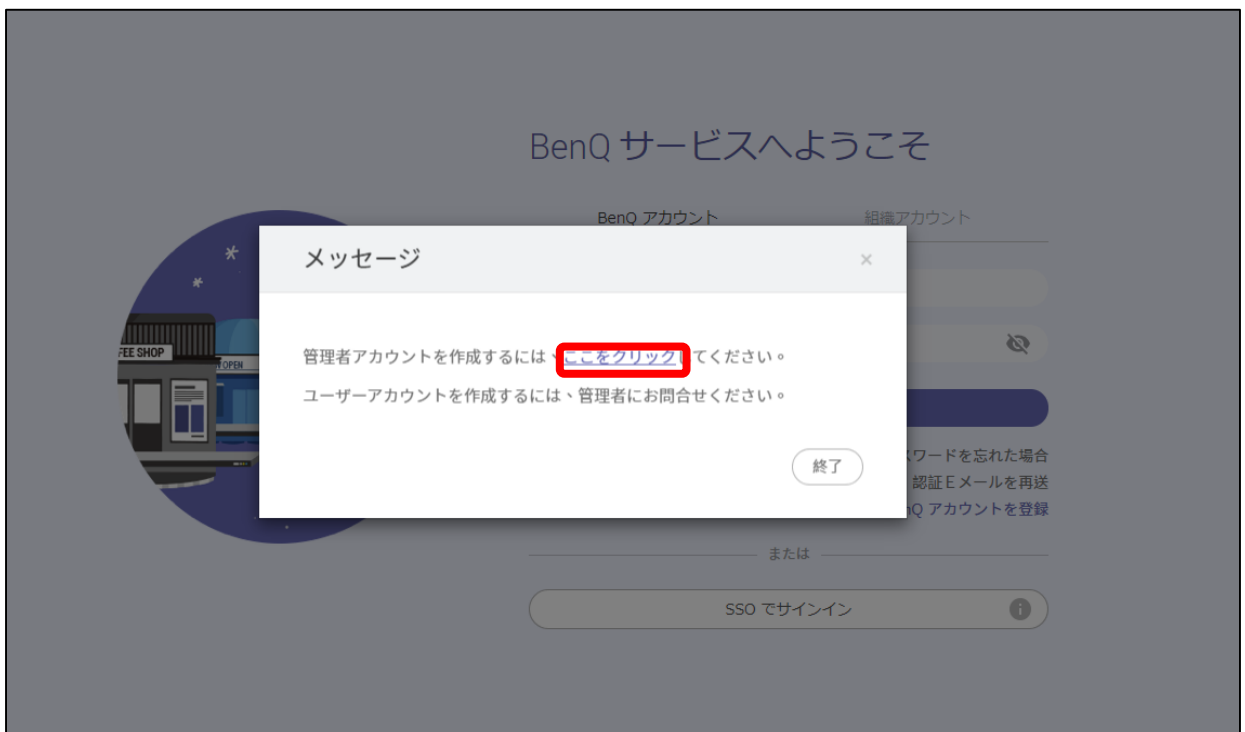 BenQ サービスへようこそ
BenQ アカウント
組織アカウント
メッセージ
×
管理者アカウントを作成するには、ここをクリックしてください。
ユーザーアカウントを作成するには、管理者にお問合せください。
終了
FEE SHOP
OPEN
ワードを忘れた場合
認証Eメールを再送
Q アカウントを登録
または
SSO でサインイン